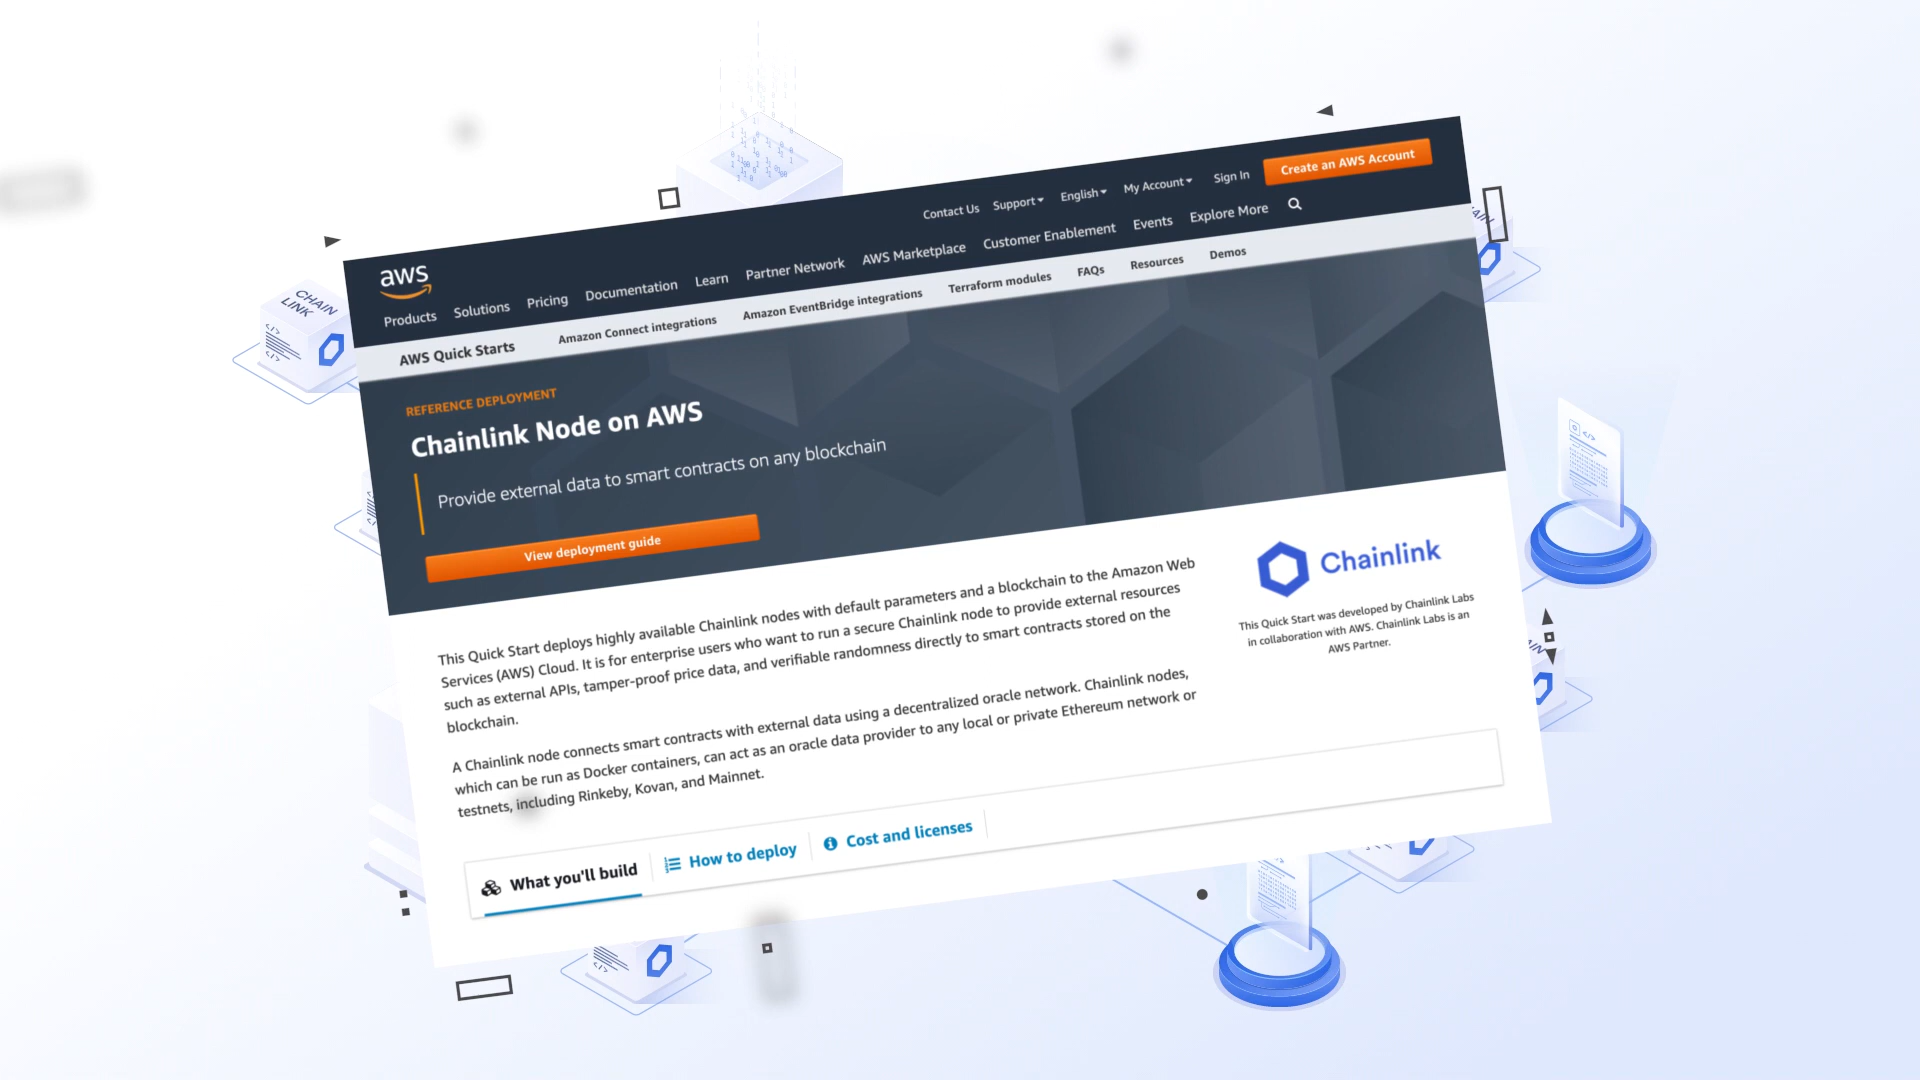 CHAIN
LINK
aws
Contact Us
Support
English
My Account
Sign In
Create an AWS Account
Products
Solutions
Pricing
Documentation
Learn
Partner Network
AWS Marketplace
Customer Enablement
Events
Explore More
AWS Quick Starts
Amazon Connect integrations
Amazon EventBridge integrations
Terraform modules
FAQs
Resources
Demos
REFERENCE DEPLOYMENT
Chainlink Node on AWS
Provide external data to smart contracts on any blockchain
View deployment guide
This Quick Start deploys highly available Chainlink nodes with default parameters and a blockchain to the Amazon Web
Services (AWS) Cloud. It is for enterprise users who want to run a secure Chainlink node to provide external resources
such as external APIs, tamper-proof price data, and verifiable randomness directly to smart contracts stored on the
blockchain.
A Chainlink node connects smart contracts with external data using a decentralized oracle network. Chainlink nodes,
which can be run as Docker containers, can act as an oracle data provider to any local or private Ethereum network or
testnets, including Rinkeby, Kovan, and Mainnet.
Chainlink
This Quick Start was developed by Chainlink Labs
in collaboration with AWS. Chainlink Labs is an
AWS Partner.
What you'll build
How to deploy
Cost and licenses